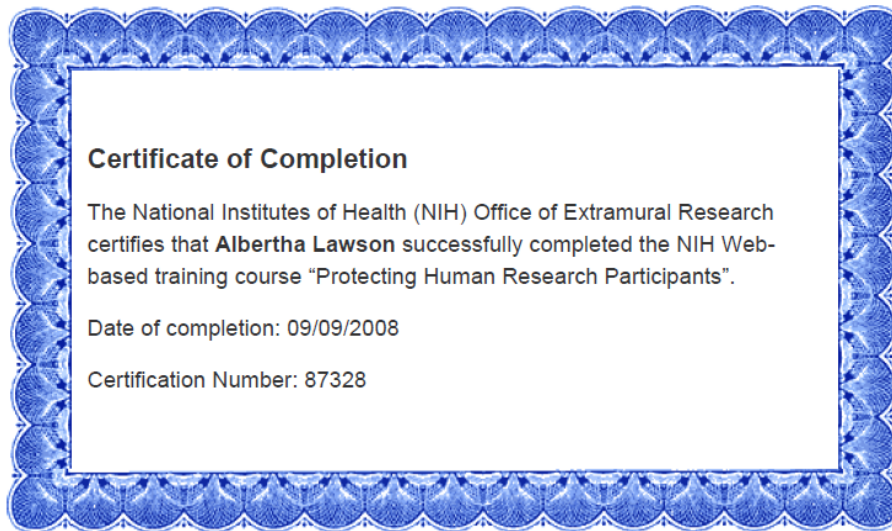 Certificate of Completion
The National Institutes of Health (NIH) Office of Extramural Research
certifies that Albertha Lawson successfully completed the NIH Web-
based training course “Protecting Human Research Participants”.
Date of completion: 09/09/2008
Certification Number: 87328